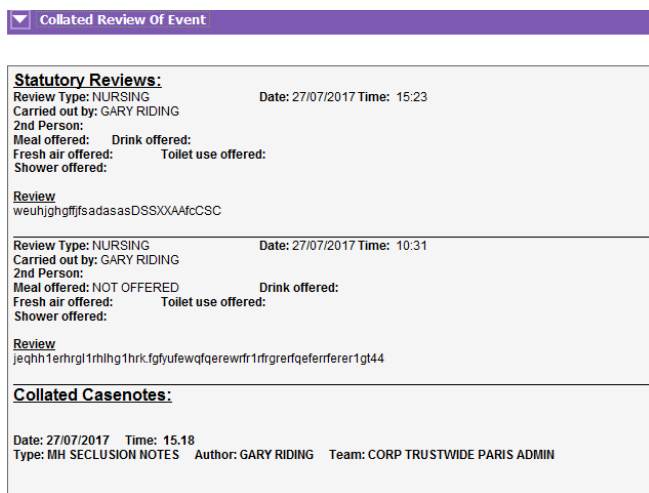 Collated Review Of Event
Statutory Reviews:
Review Type: NURSING Date: 27/07/2017 Time: 15:23
Carried out by: GARY RIDING
2nd Person:
Meal offered: Drink offered:
Fresh air offered: Toilet use offered:
Shower offered:
Review
weuhjghgffjfsadasasDSSXXAAfcCSC
Review Type: NURSING Date: 27/07/2017 Time: 10:31
Carried out by: GARY RIDING
2nd Person:
Meal offered: NOT OFFERED Drink offered:
Fresh air offered: Toilet use offered:
Shower offered:
Review
jeqhh1erhrgl1rhlhg1hrk.fgfyufewqfqerewrfr1rfrgrerfqeferrferer1gt44
Collated Casenotes:
Date: 27/07/2017 Time: 15.18
Type: MH SECLUSION NOTES Author: GARY RIDING Team: CORP TRUSTWIDE PARIS ADMIN